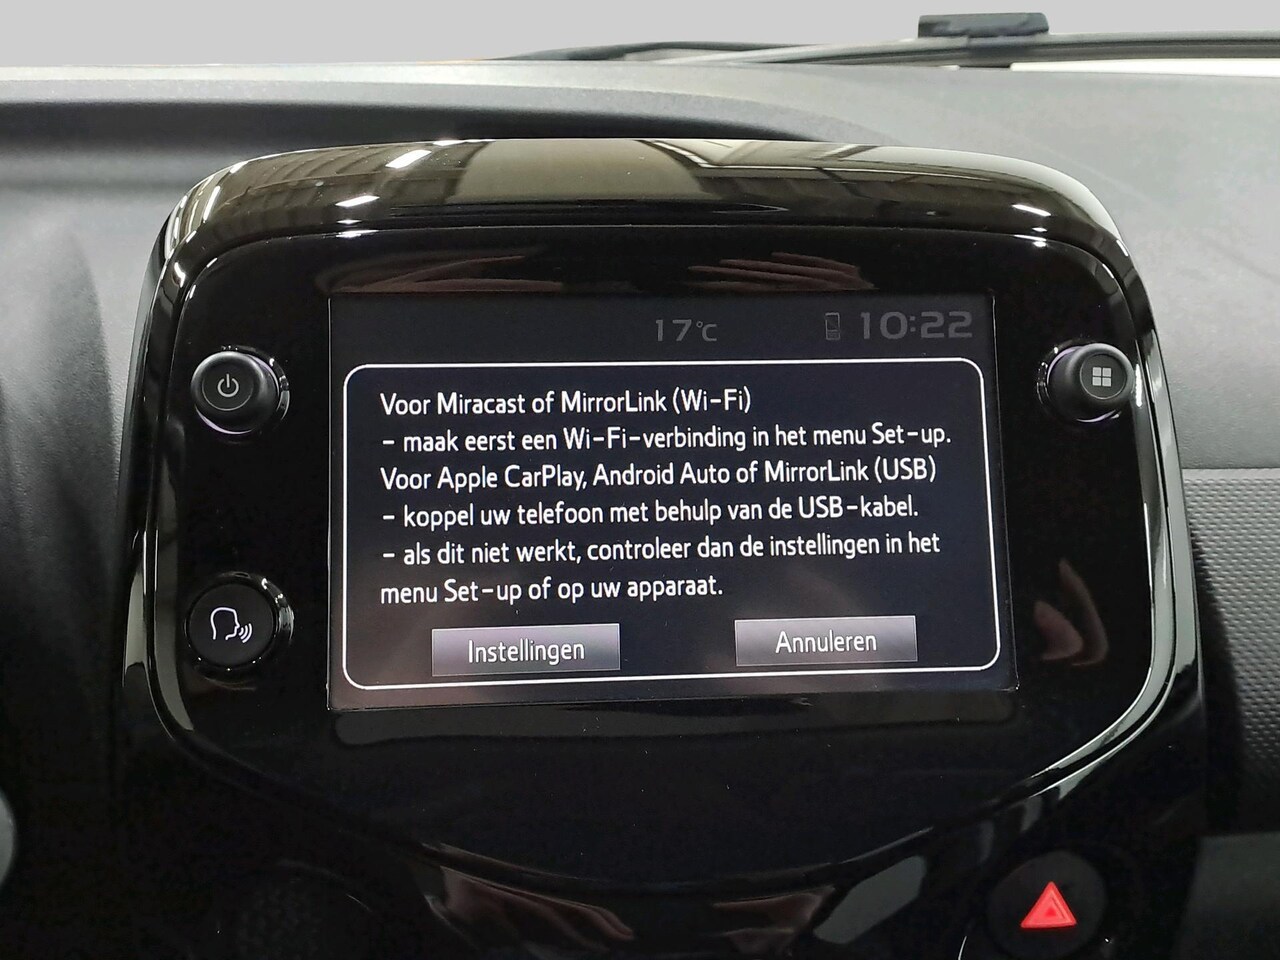 17°C 10:22
Voor Miracast of MirrorLink (Wi-Fi)
- maak eerst een Wi-Fi-verbinding in het menu Set-up.
Voor Apple CarPlay, Android Auto of MirrorLink (USB)
- koppel uw telefoon met behulp van de USB-kabel.
- als dit niet werkt, controleer dan de instellingen in het
menu Set-up of op uw apparaat.
Instellingen Annuleren